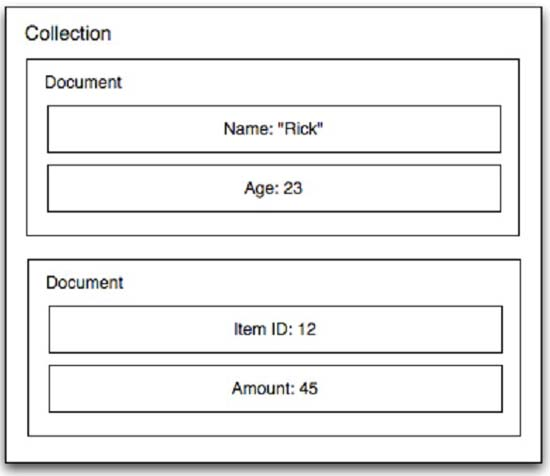 Collection
Document
Name: "Rick"
Age: 23
Document
Item ID: 12
Amount: 45